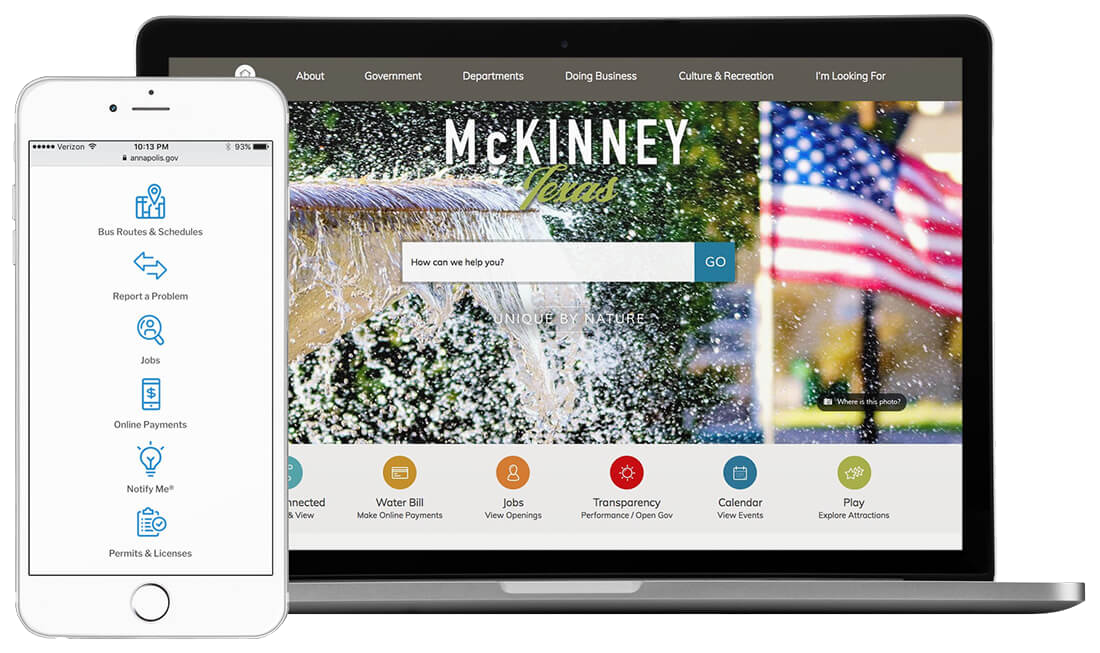 Verizon
10:13 PM
93%
annapolis.gov
Bus Routes & Schedules
Report a Problem
Jobs
Online Payments
Notify Me®
Permits & Licenses
About
Government
Departments
Doing Business
Culture & Recreation
I'm Looking For
McKINNEY
Texas
How can we help you?
GO
UNIQUE BY NATURE
Where is this photo?
nnected
& View
Water Bill
Make Online Payments
Jobs
View Openings
Transparency
Performance / Open Gov
Calendar
View Events
Play
Explore Attractions